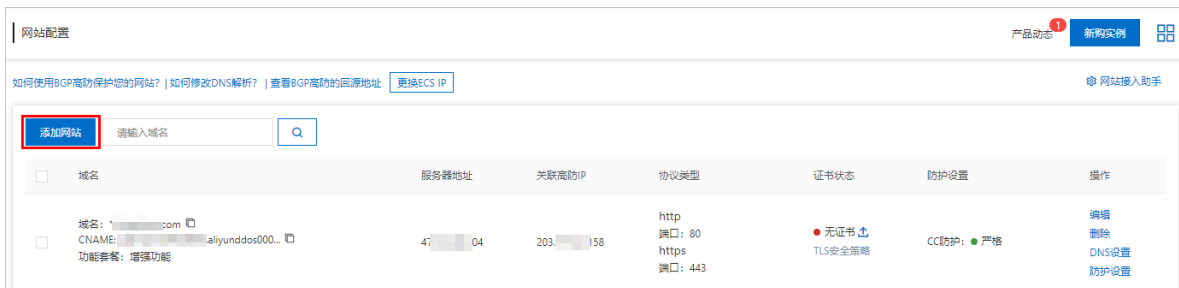 网站配置
产品动态 1 新购实例
如何使用BGP高防保护您的网站? | 如何修改DNS解析? | 查看BGP高防的回源地址 更换ECS IP 网站接入助手
添加网站 请输入域名
域名 服务器地址 关联高防IP 协议类型 证书状态 防护设置 操作
域名: * .com
CNAME: .aliyunddos000...
功能套餐: 增强功能
47 04
203. 158
http
端口: 80
https
端口: 443
无证书
TLS安全策略
CC防护: 严格
编辑
删除
DNS设置
防护设置